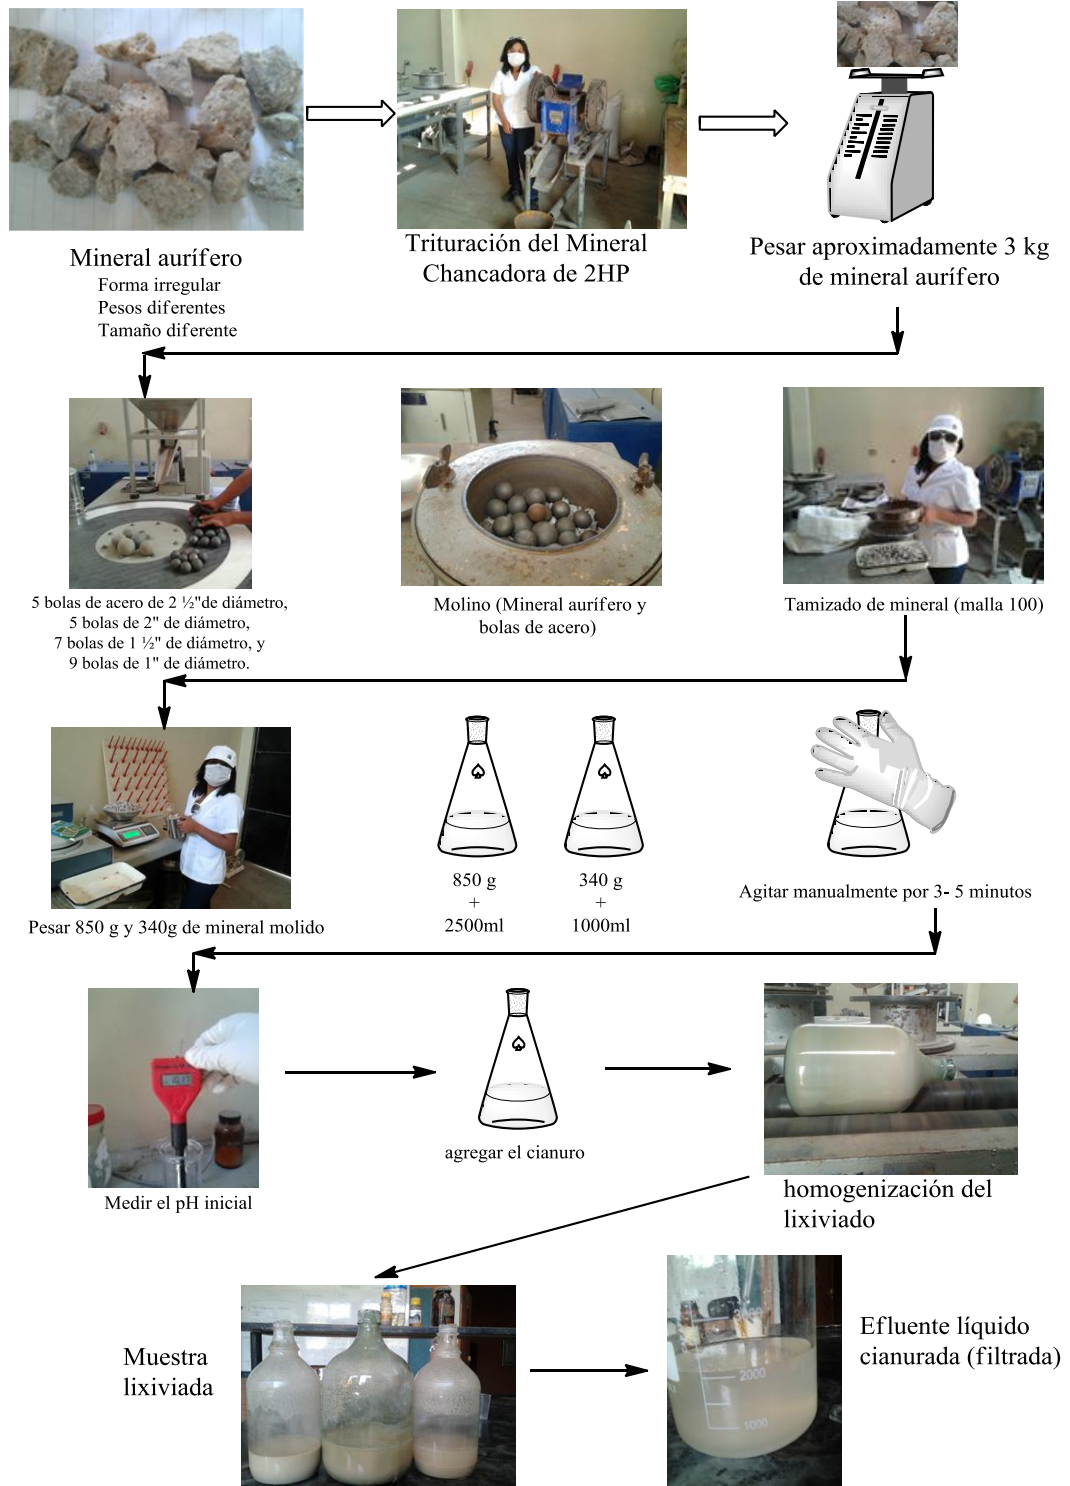 Mineral aurífero
Forma irregular
Pesos diferentes
Tamaño diferente
Trituración del Mineral
Chancadora de 2HP
Pesar aproximadamente 3 kg
de mineral aurífero
5 bolas de acero de 2 ½"de diámetro,
5 bolas de 2" de diámetro,
7 bolas de 1 ½" de diámetro, y
9 bolas de 1" de diámetro.
Molino (Mineral aurífero y
bolas de acero)
Tamizado de mineral (malla 100)
Pesar 850 g y 340g de mineral molido
850 g
+
2500ml
340 g
+
1000ml
Agitar manualmente por 3- 5 minutos
Medir el pH inicial
agregar el cianuro
homogenización del
lixiviado
Muestra
lixiviada
2000
1000
Efluente líquido
cianurada (filtrada)